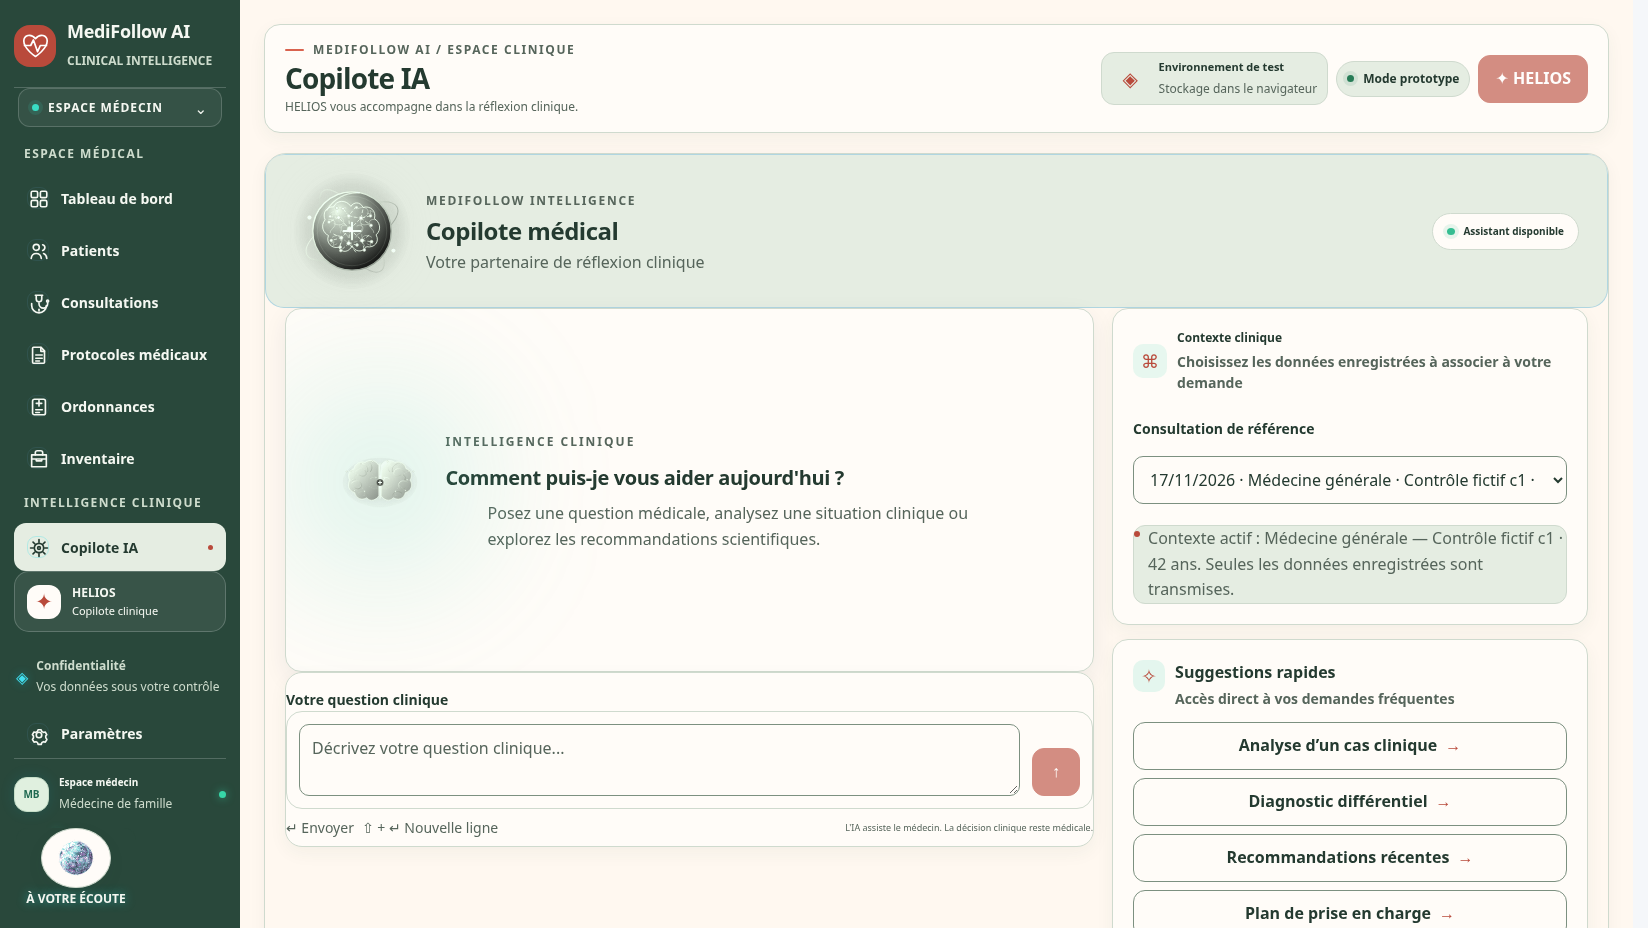 MediFollow AI
CLINICAL INTELLIGENCE
ESPACE MÉDECIN
ESPACE MÉDICAL
Tableau de bord
Patients
Consultations
Protocoles médicaux
Ordonnances
Inventaire
INTELLIGENCE CLINIQUE
Copilote IA
HELIOS
Copilote clinique
Confidentialité
Vos données sous votre contrôle
Paramètres
MB
Espace médecin
Médecine de famille
À VOTRE ÉCOUTE
MEDIFOLLOW AI / ESPACE CLINIQUE
Copilote IA
HELIOS vous accompagne dans la réflexion clinique.
Environnement de test
Stockage dans le navigateur
Mode prototype
✦ HELIOS
MEDIFOLLOW INTELLIGENCE
Copilote médical
Votre partenaire de réflexion clinique
Assistant disponible
INTELLIGENCE CLINIQUE
Comment puis-je vous aider aujourd'hui ?
Posez une question médicale, analysez une situation clinique ou
explorez les recommandations scientifiques.
Votre question clinique
Décrivez votre question clinique...
↑
↵ Envoyer ⇧ + ↵ Nouvelle ligne
L'IA assiste le médecin. La décision clinique reste médicale.
⌘
Contexte clinique
Choisissez les données enregistrées à associer à votre
demande
Consultation de référence
17/11/2026 · Médecine générale · Contrôle fictif c1 ·
Contexte actif : Médecine générale — Contrôle fictif c1 ·
42 ans. Seules les données enregistrées sont
transmises.
Suggestions rapides
Accès direct à vos demandes fréquentes
Analyse d’un cas clinique →
Diagnostic différentiel →
Recommandations récentes →
Plan de prise en charge →